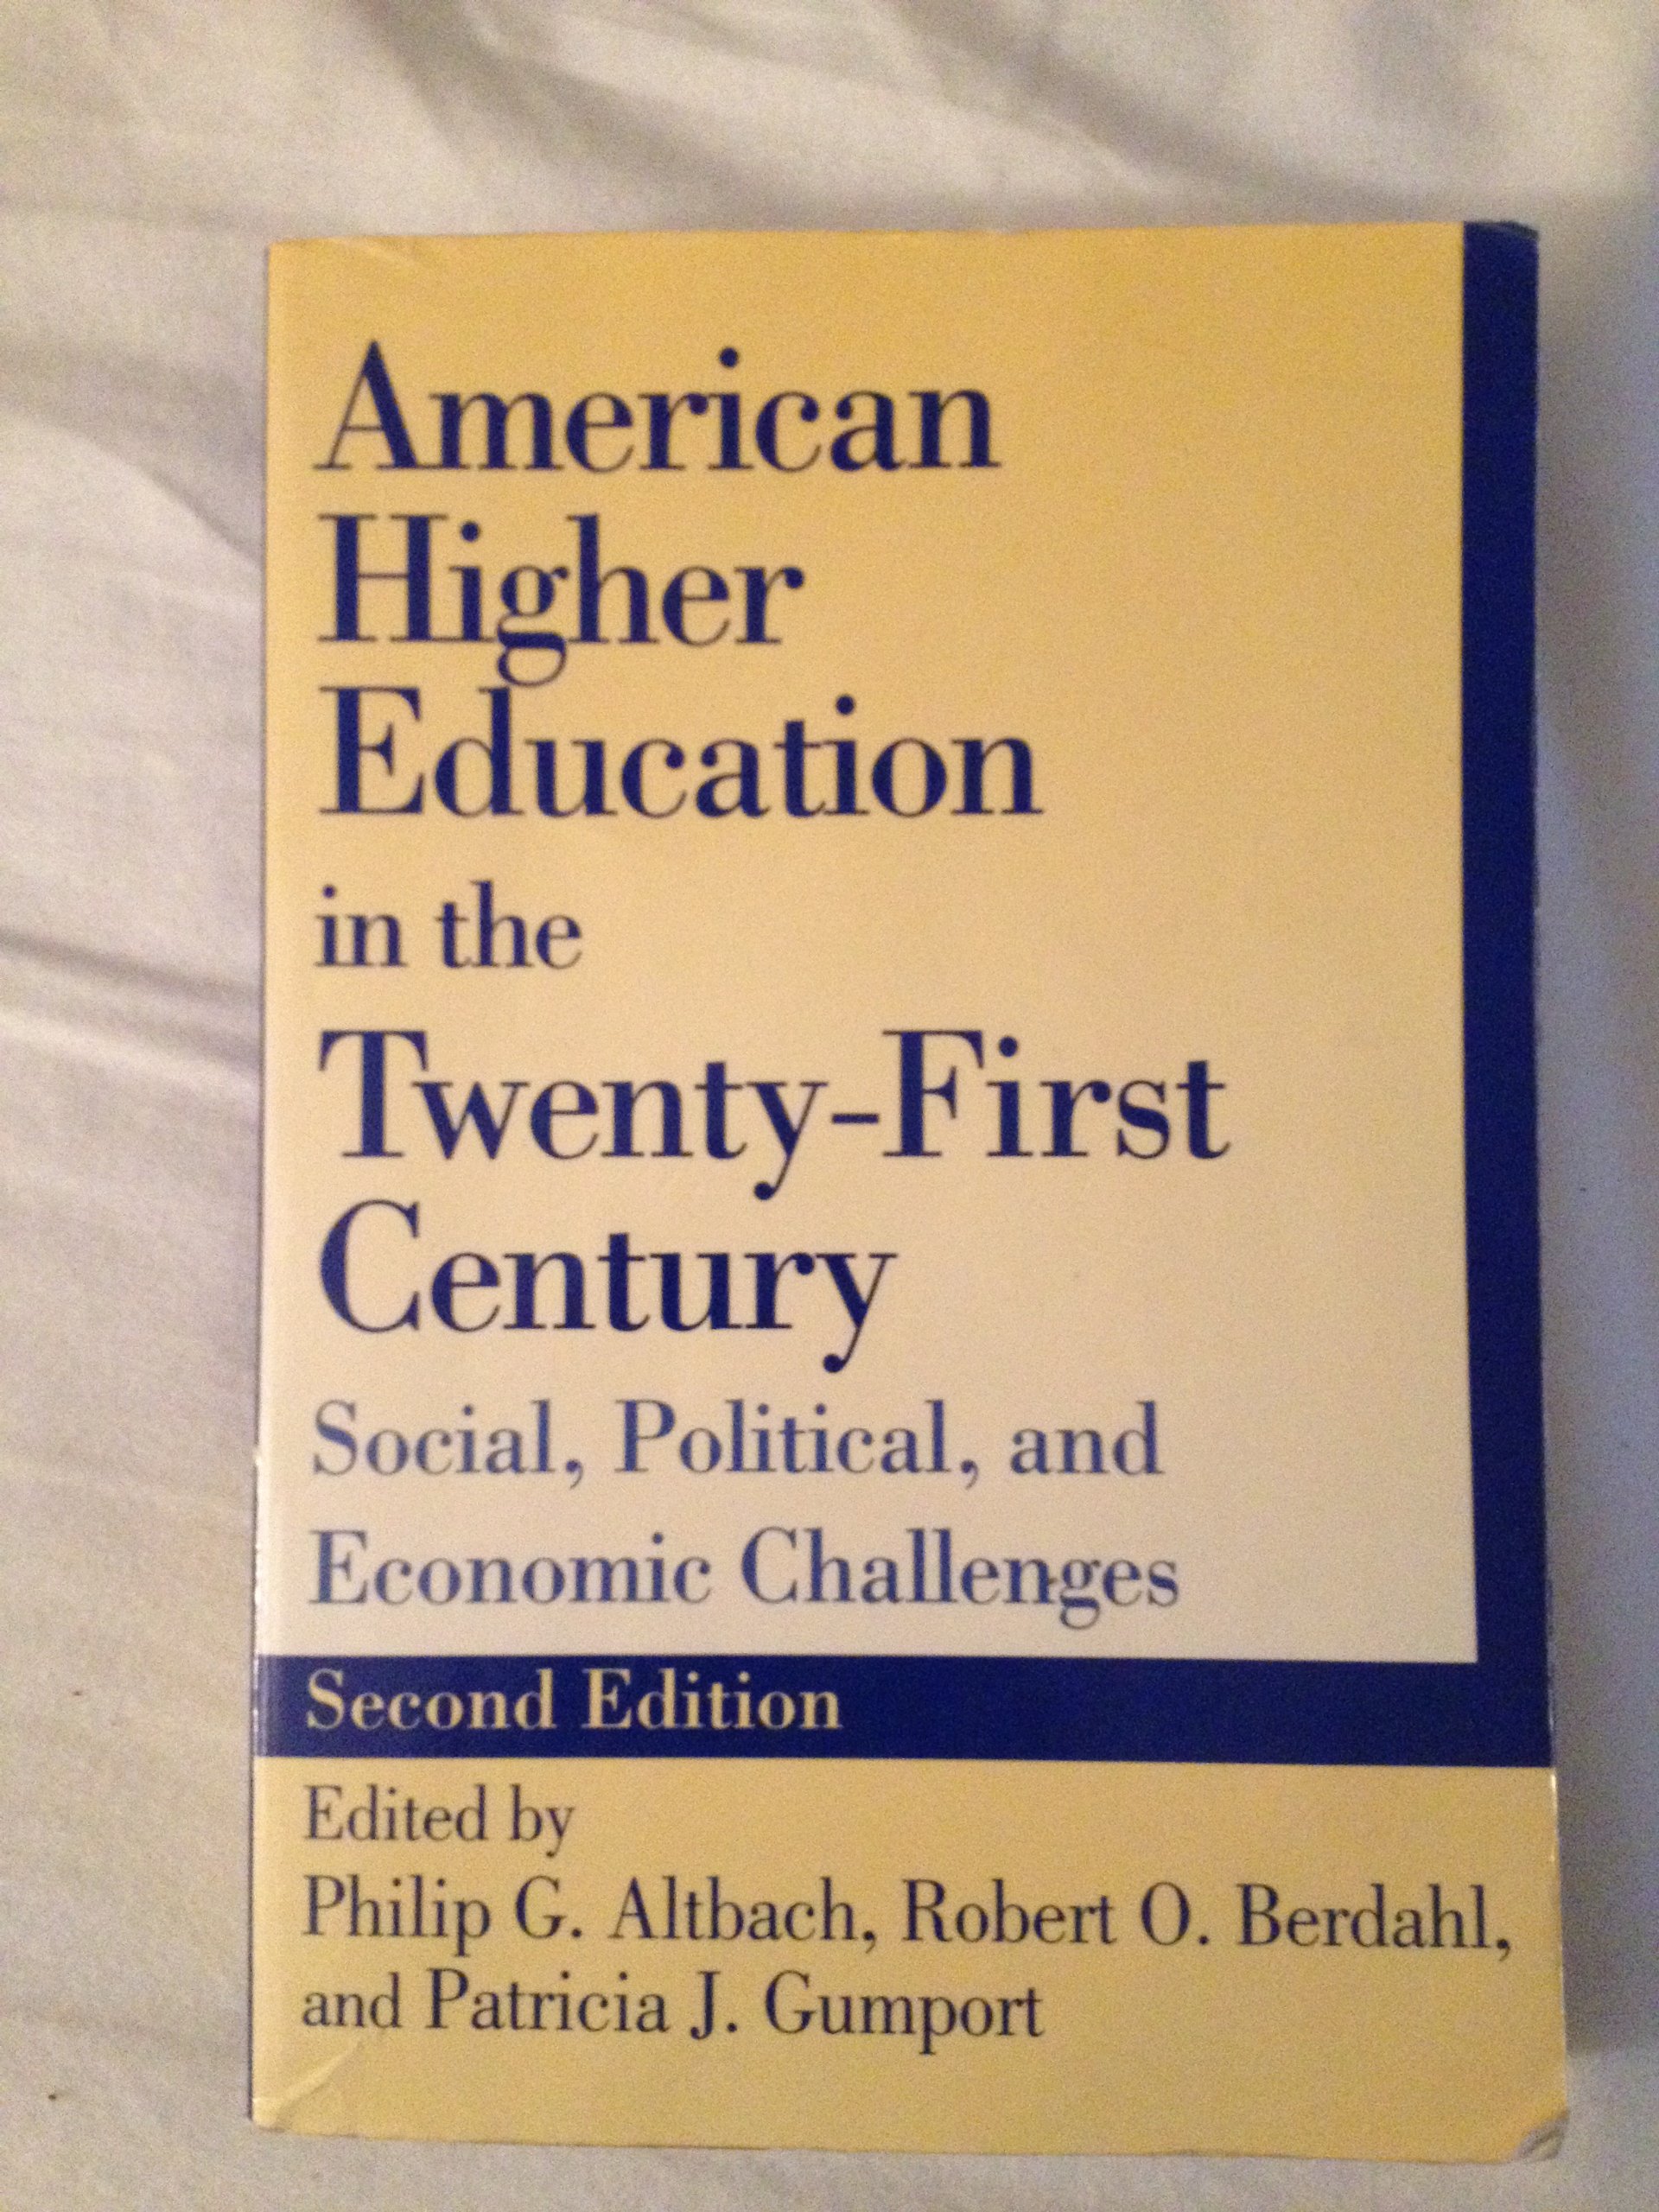 American
Higher
Education
in the
Twenty-First
Century
Social, Political, and
Economic Challenges
Second Edition
Edited by
Philip G. Altbach, Robert O. Berdahl,
and Patricia J. Gumport